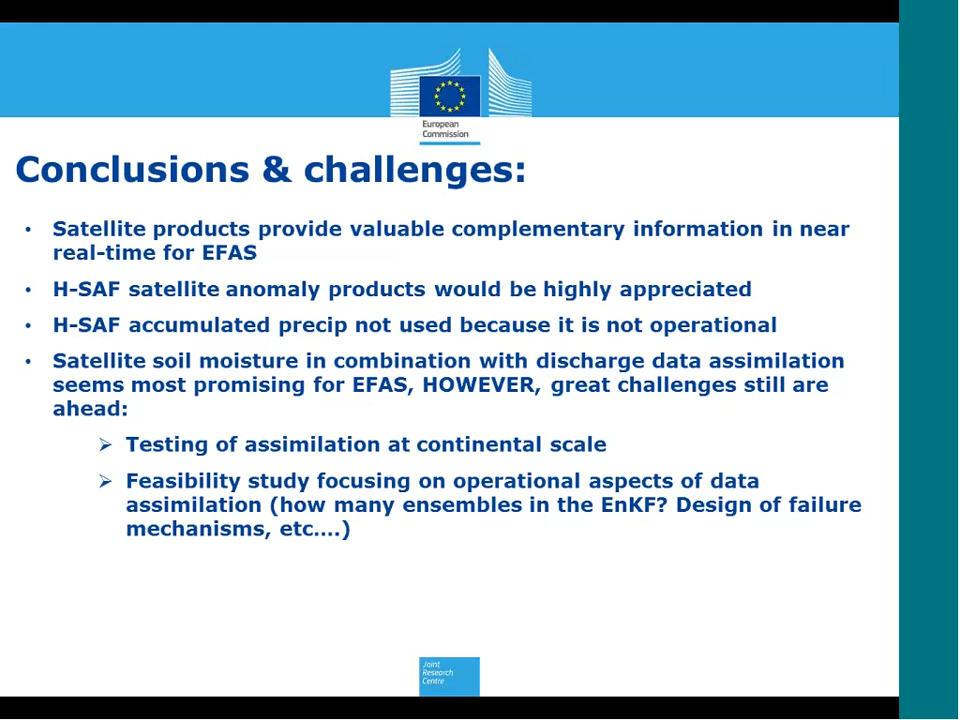 European
Commission
Conclusions & challenges:
• Satellite products provide valuable complementary information in near
real-time for EFAS
• H-SAF satellite anomaly products would be highly appreciated
• H-SAF accumulated precip not used because it is not operational
• Satellite soil moisture in combination with discharge data assimilation
seems most promising for EFAS, HOWEVER, great challenges still are
ahead:
➢ Testing of assimilation at continental scale
➢ Feasibility study focusing on operational aspects of data
assimilation (how many ensembles in the EnKF? Design of failure
mechanisms, etc....)
Joint
Research
Centre